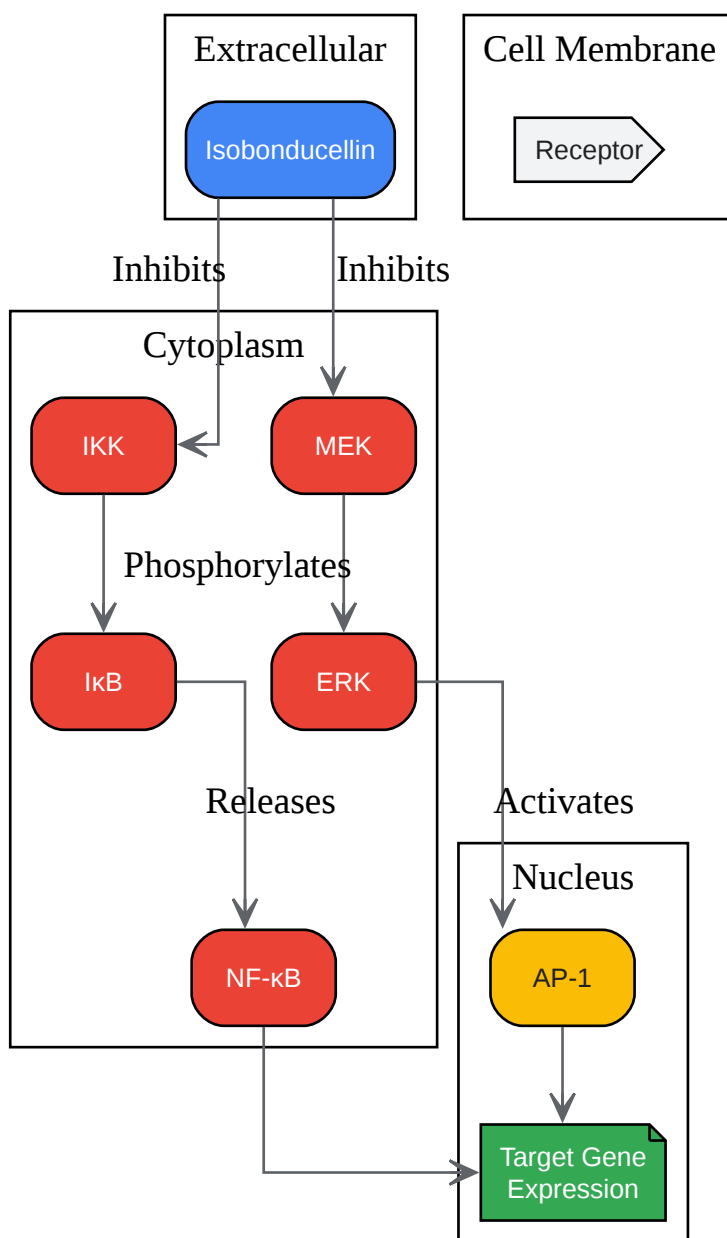 Extracellular
Cell Membrane
Isobonducellin
Receptor
Inhibits
Inhibits
Cytoplasm
IKK
MEK
Phosphorylates
IκB
ERK
Releases
Activates
Nucleus
NF-κB
AP-1
Target Gene
Expression